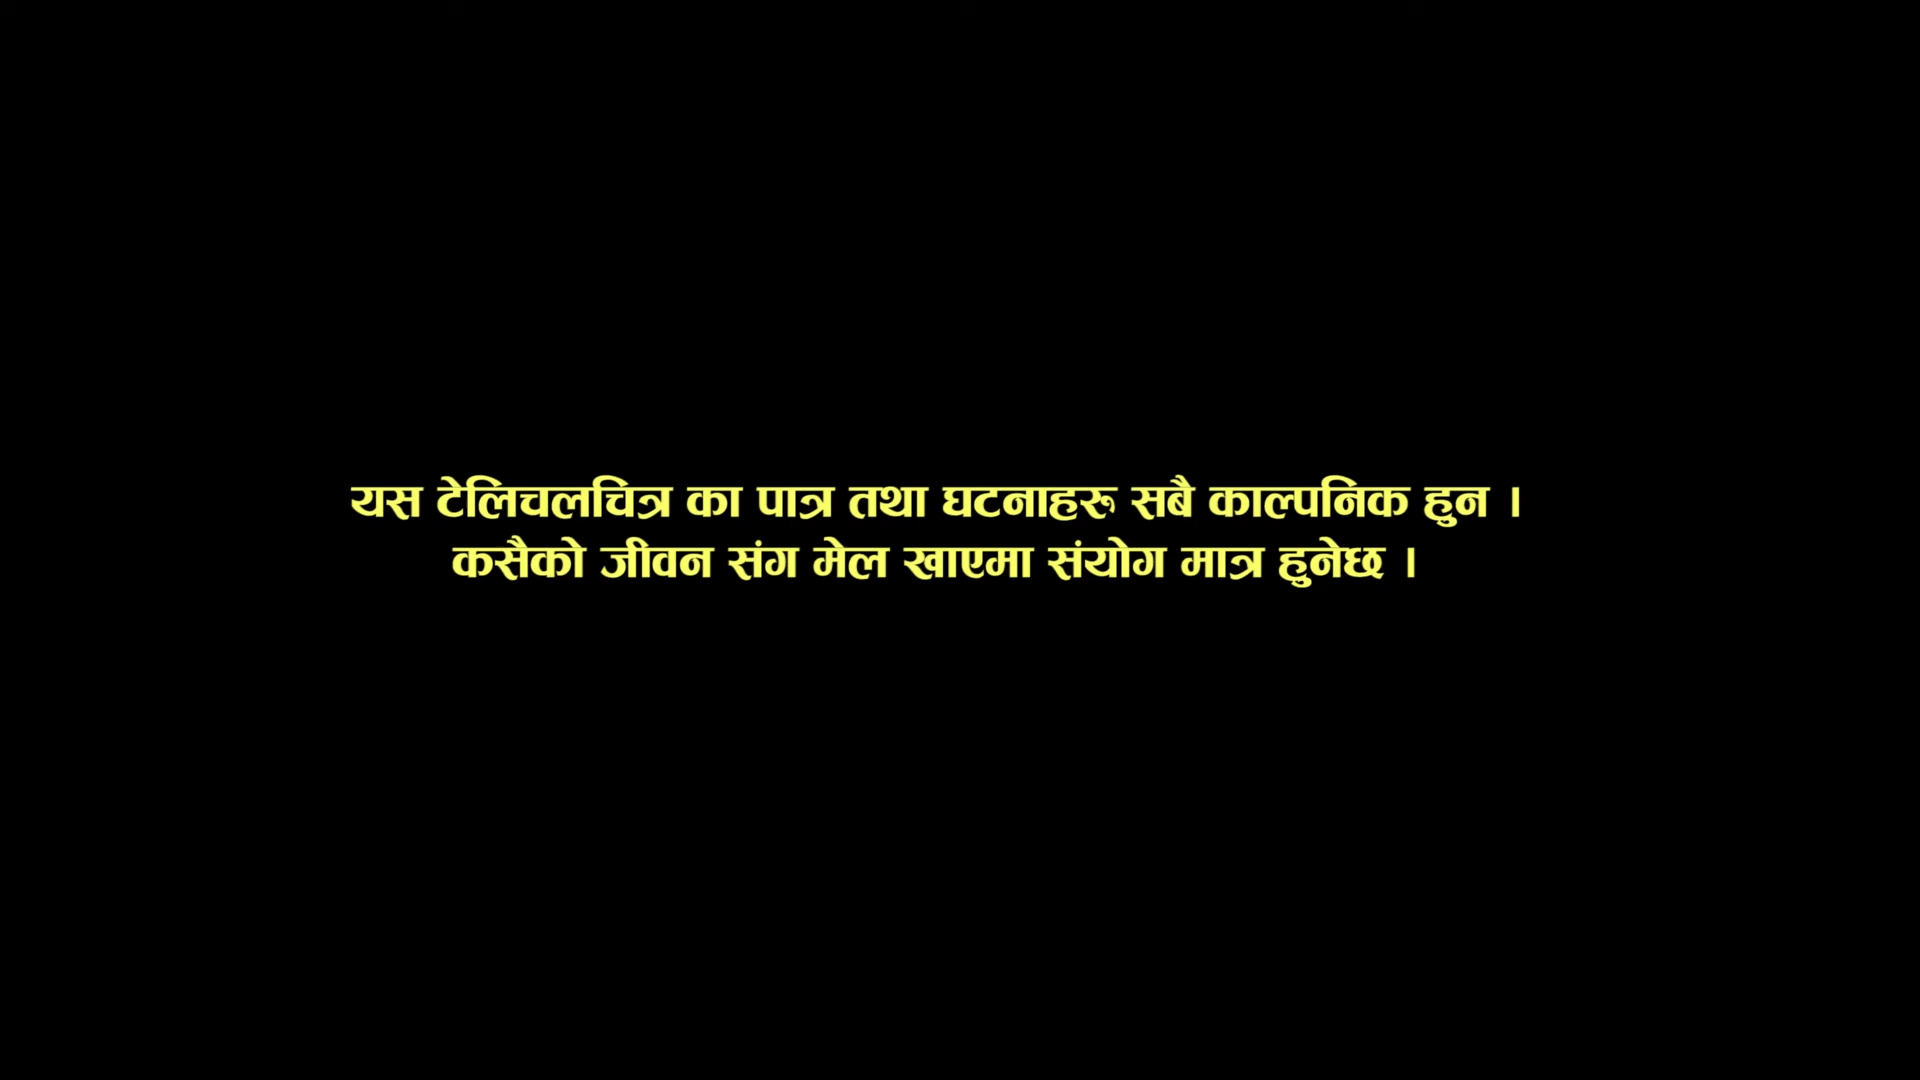 यस टेलिचलचित्र का पात्र तथा घटनाहरु सबै काल्पनिक हुन ।
कसैको जीवन संग मेल खाएमा संयोग मात्र हुनेछ ।